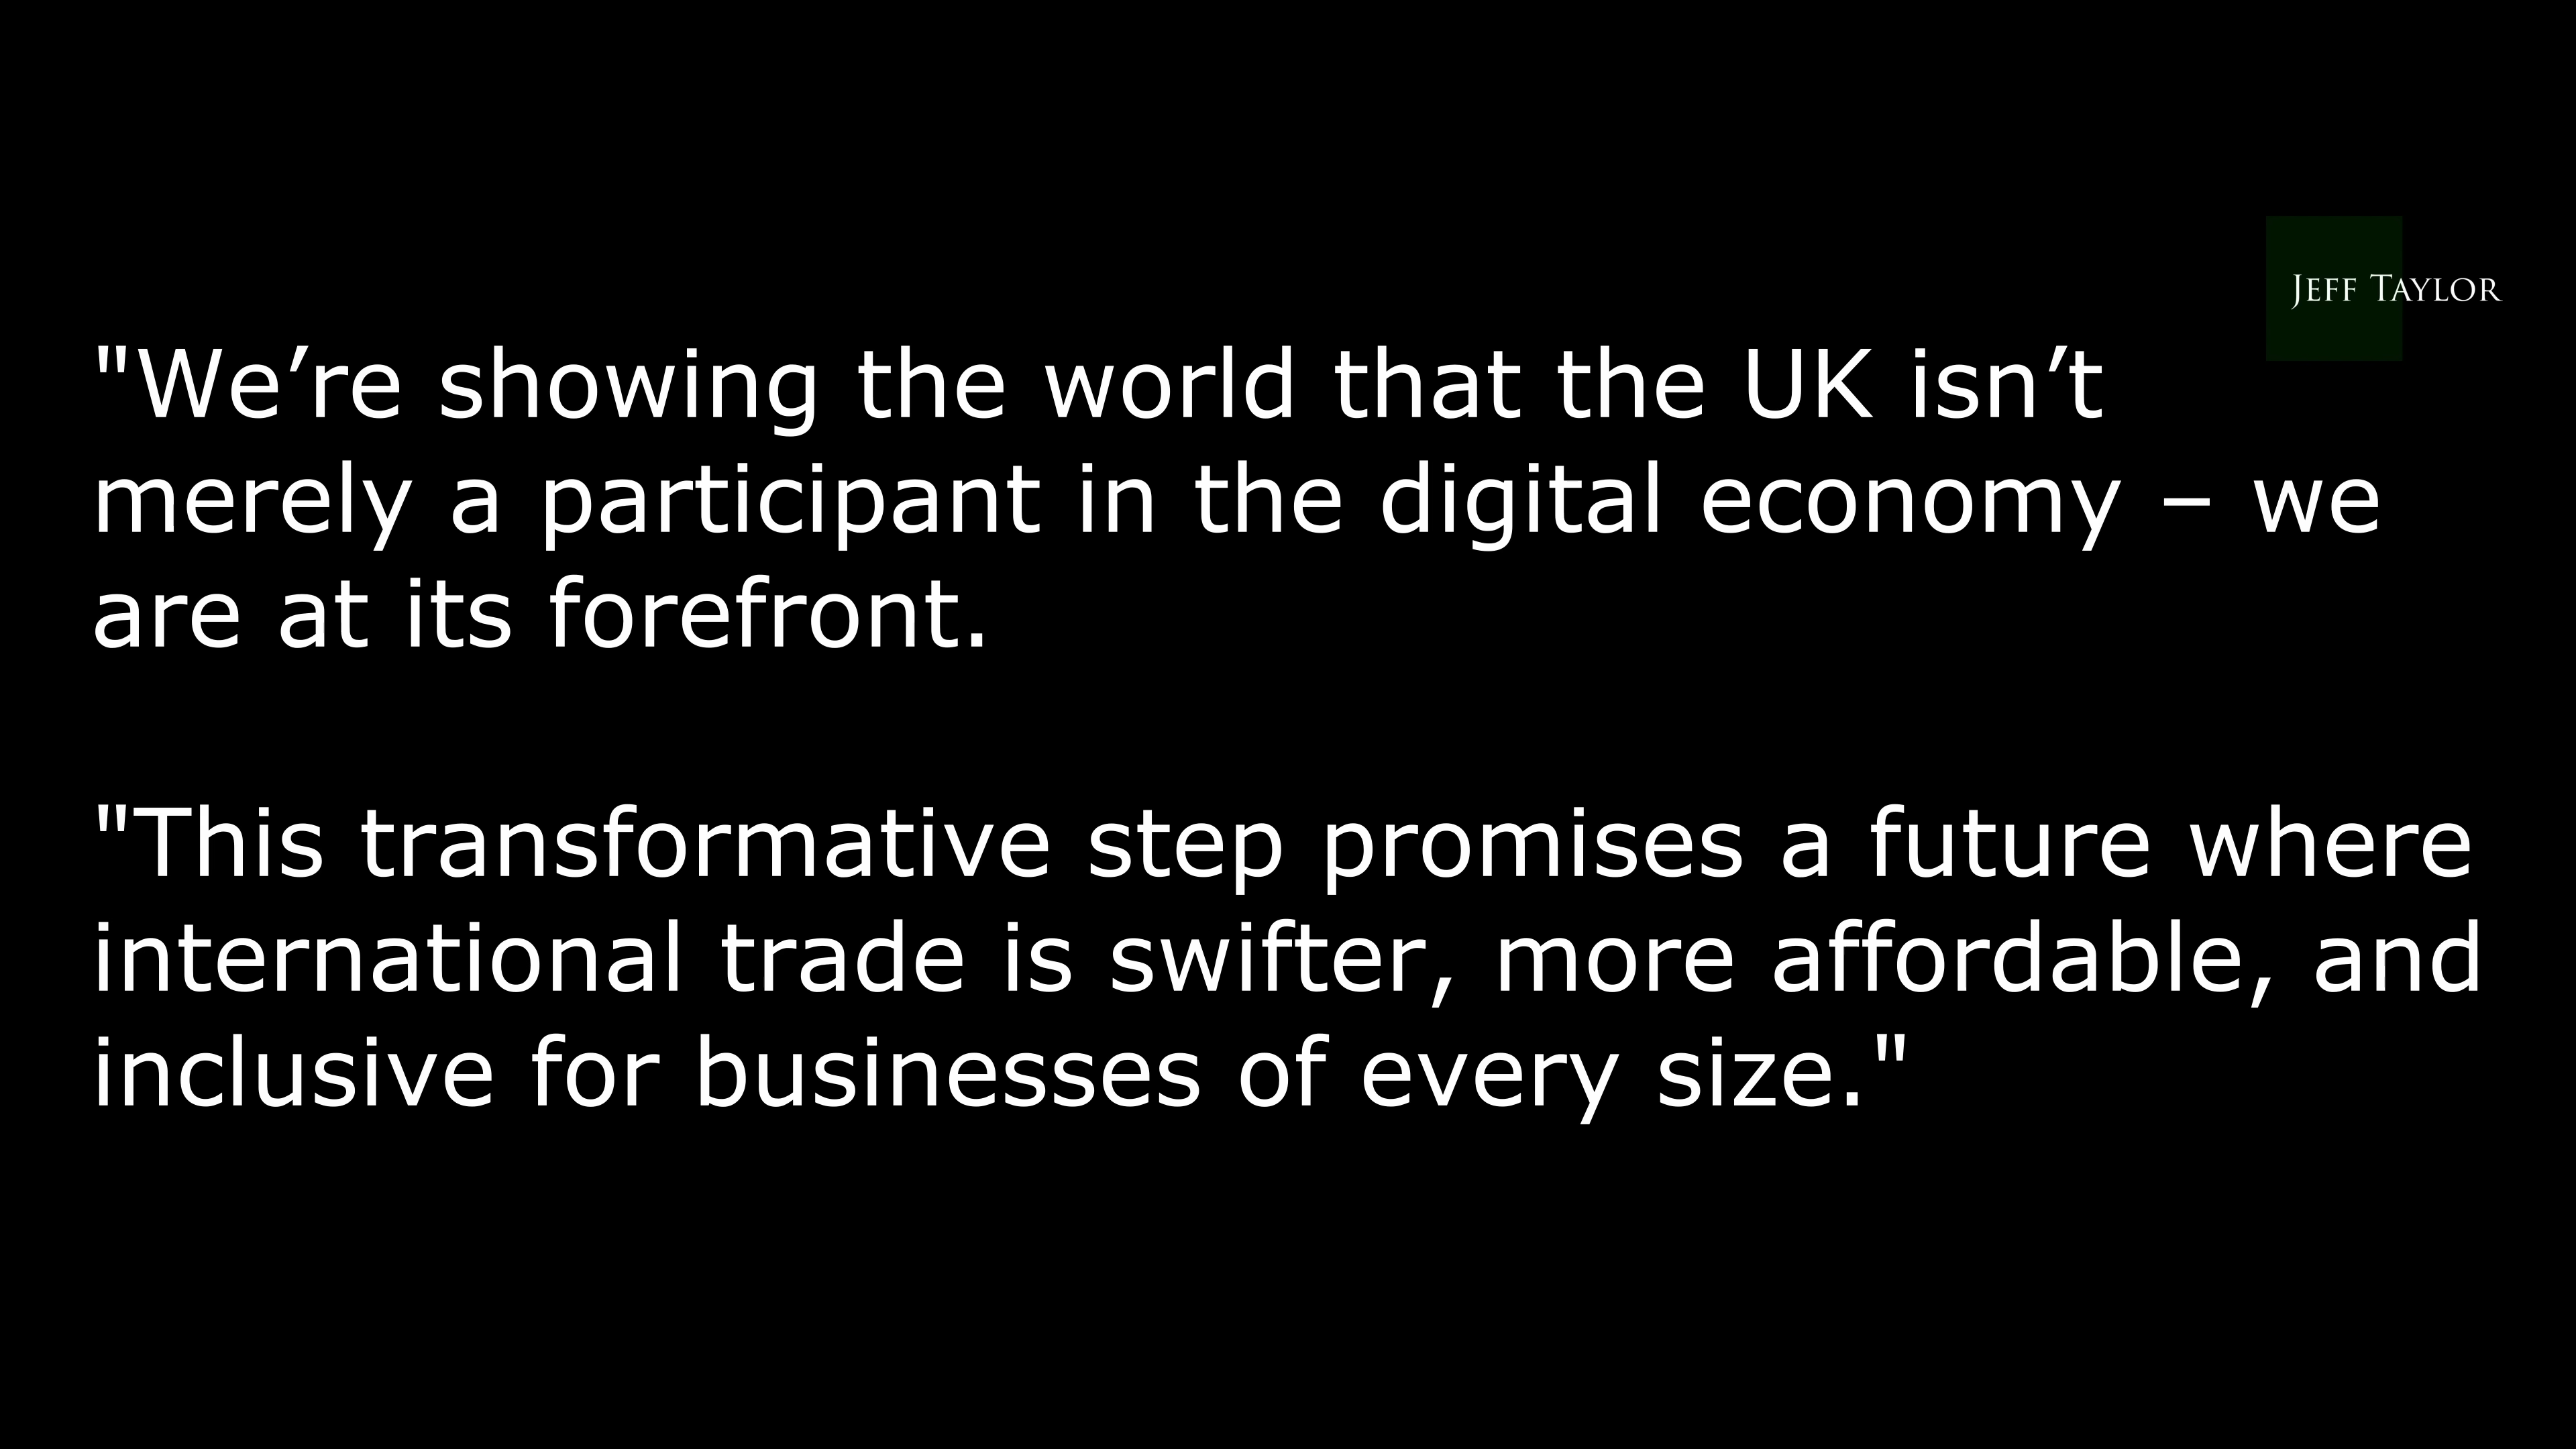 JEFF TAYLOR
"We’re showing the world that the UK isn’t
merely a participant in the digital economy – we
are at its forefront.
"This transformative step promises a future where
international trade is swifter, more affordable, and
inclusive for businesses of every size."